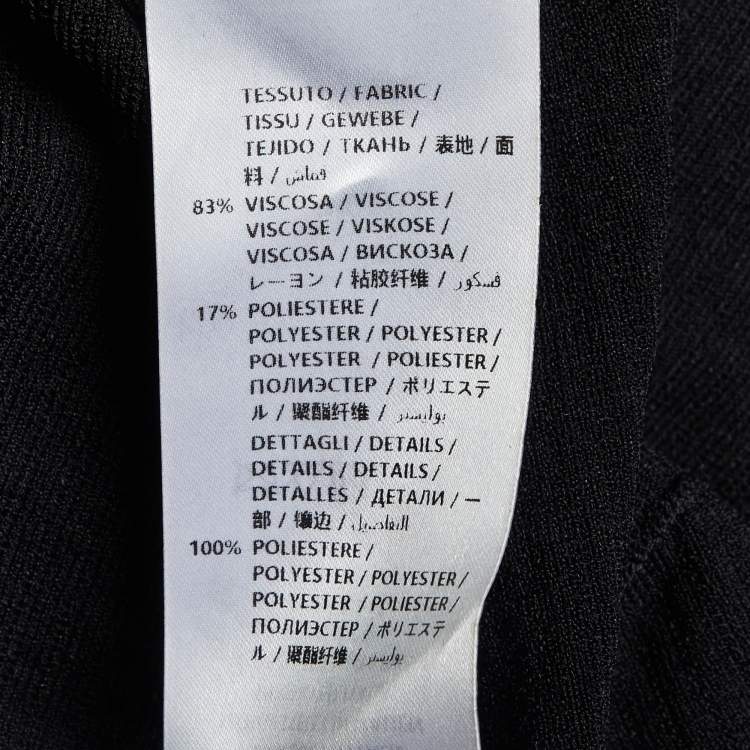 TESSUTO / FABRIC /
TISSU / GEWEBE /
TEJIDO / ТКАНЬ / 表地 / 面
料 / قماش
83% VISCOSA / VISCOSE /
VISCOSE / VISKOSE /
VISCOSA / ВИСКОЗА /
レーヨン / 粘胶纤维 / فسكور
17% POLIESTERE /
POLYESTER / POLYESTER /
POLYESTER / POLIESTER /
ПОЛИЭСТЕР / ポリエステ
ル / 聚酯纤维 / بوليستر
DETTAGLI / DETAILS /
DETAILS / DETAILS /
DETALLES / ДЕТАЛИ / 一
部 / 镶边 / التفاصيل
100% POLIESTERE /
POLYESTER / POLYESTER /
POLYESTER / POLIESTER /
ПОЛИЭСТЕР / ポリエステ
ル / 聚酯纤维 / بوليستر